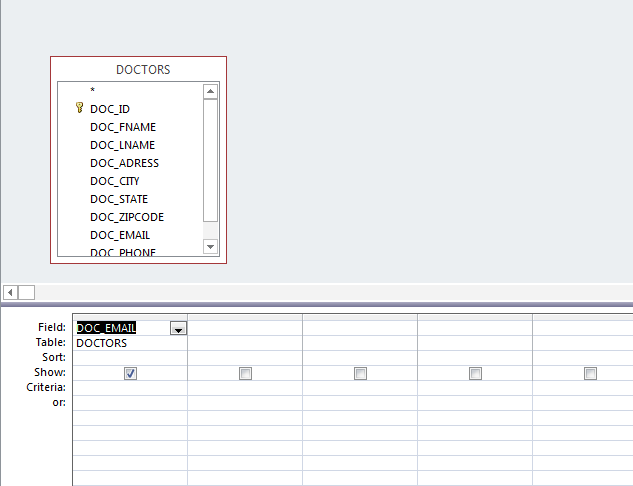 DOCTORS
*
DOC_ID
DOC_FNAME
DOC_LNAME
DOC_ADRESS
DOC_CITY
DOC_STATE
DOC_ZIPCODE
DOC_EMAIL
DOC_PHONE
Field: DOC_EMAIL
Table: DOCTORS
Sort:
Show:
Criteria:
or: